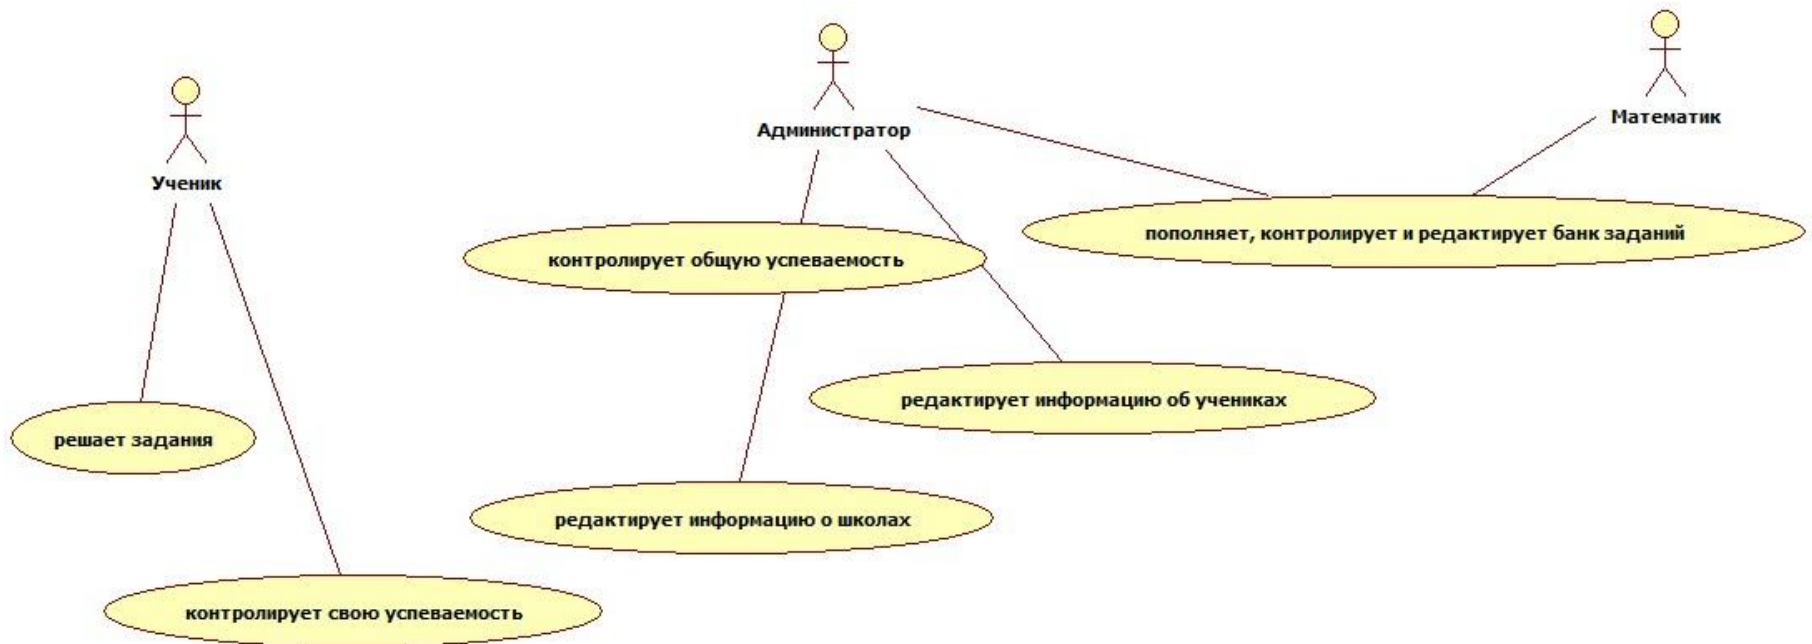 Ученик
Администратор
Математик
контролирует общую успеваемость
пополняет, контролирует и редактирует банк заданий
редактирует информацию об учениках
решает задания
редактирует информацию о школах
контролирует свою успеваемость